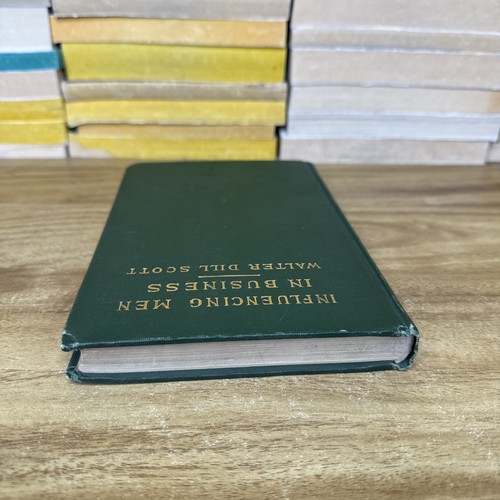 INFLUENCING MEN
IN BUSINESS
WALTER DILL SCOTT